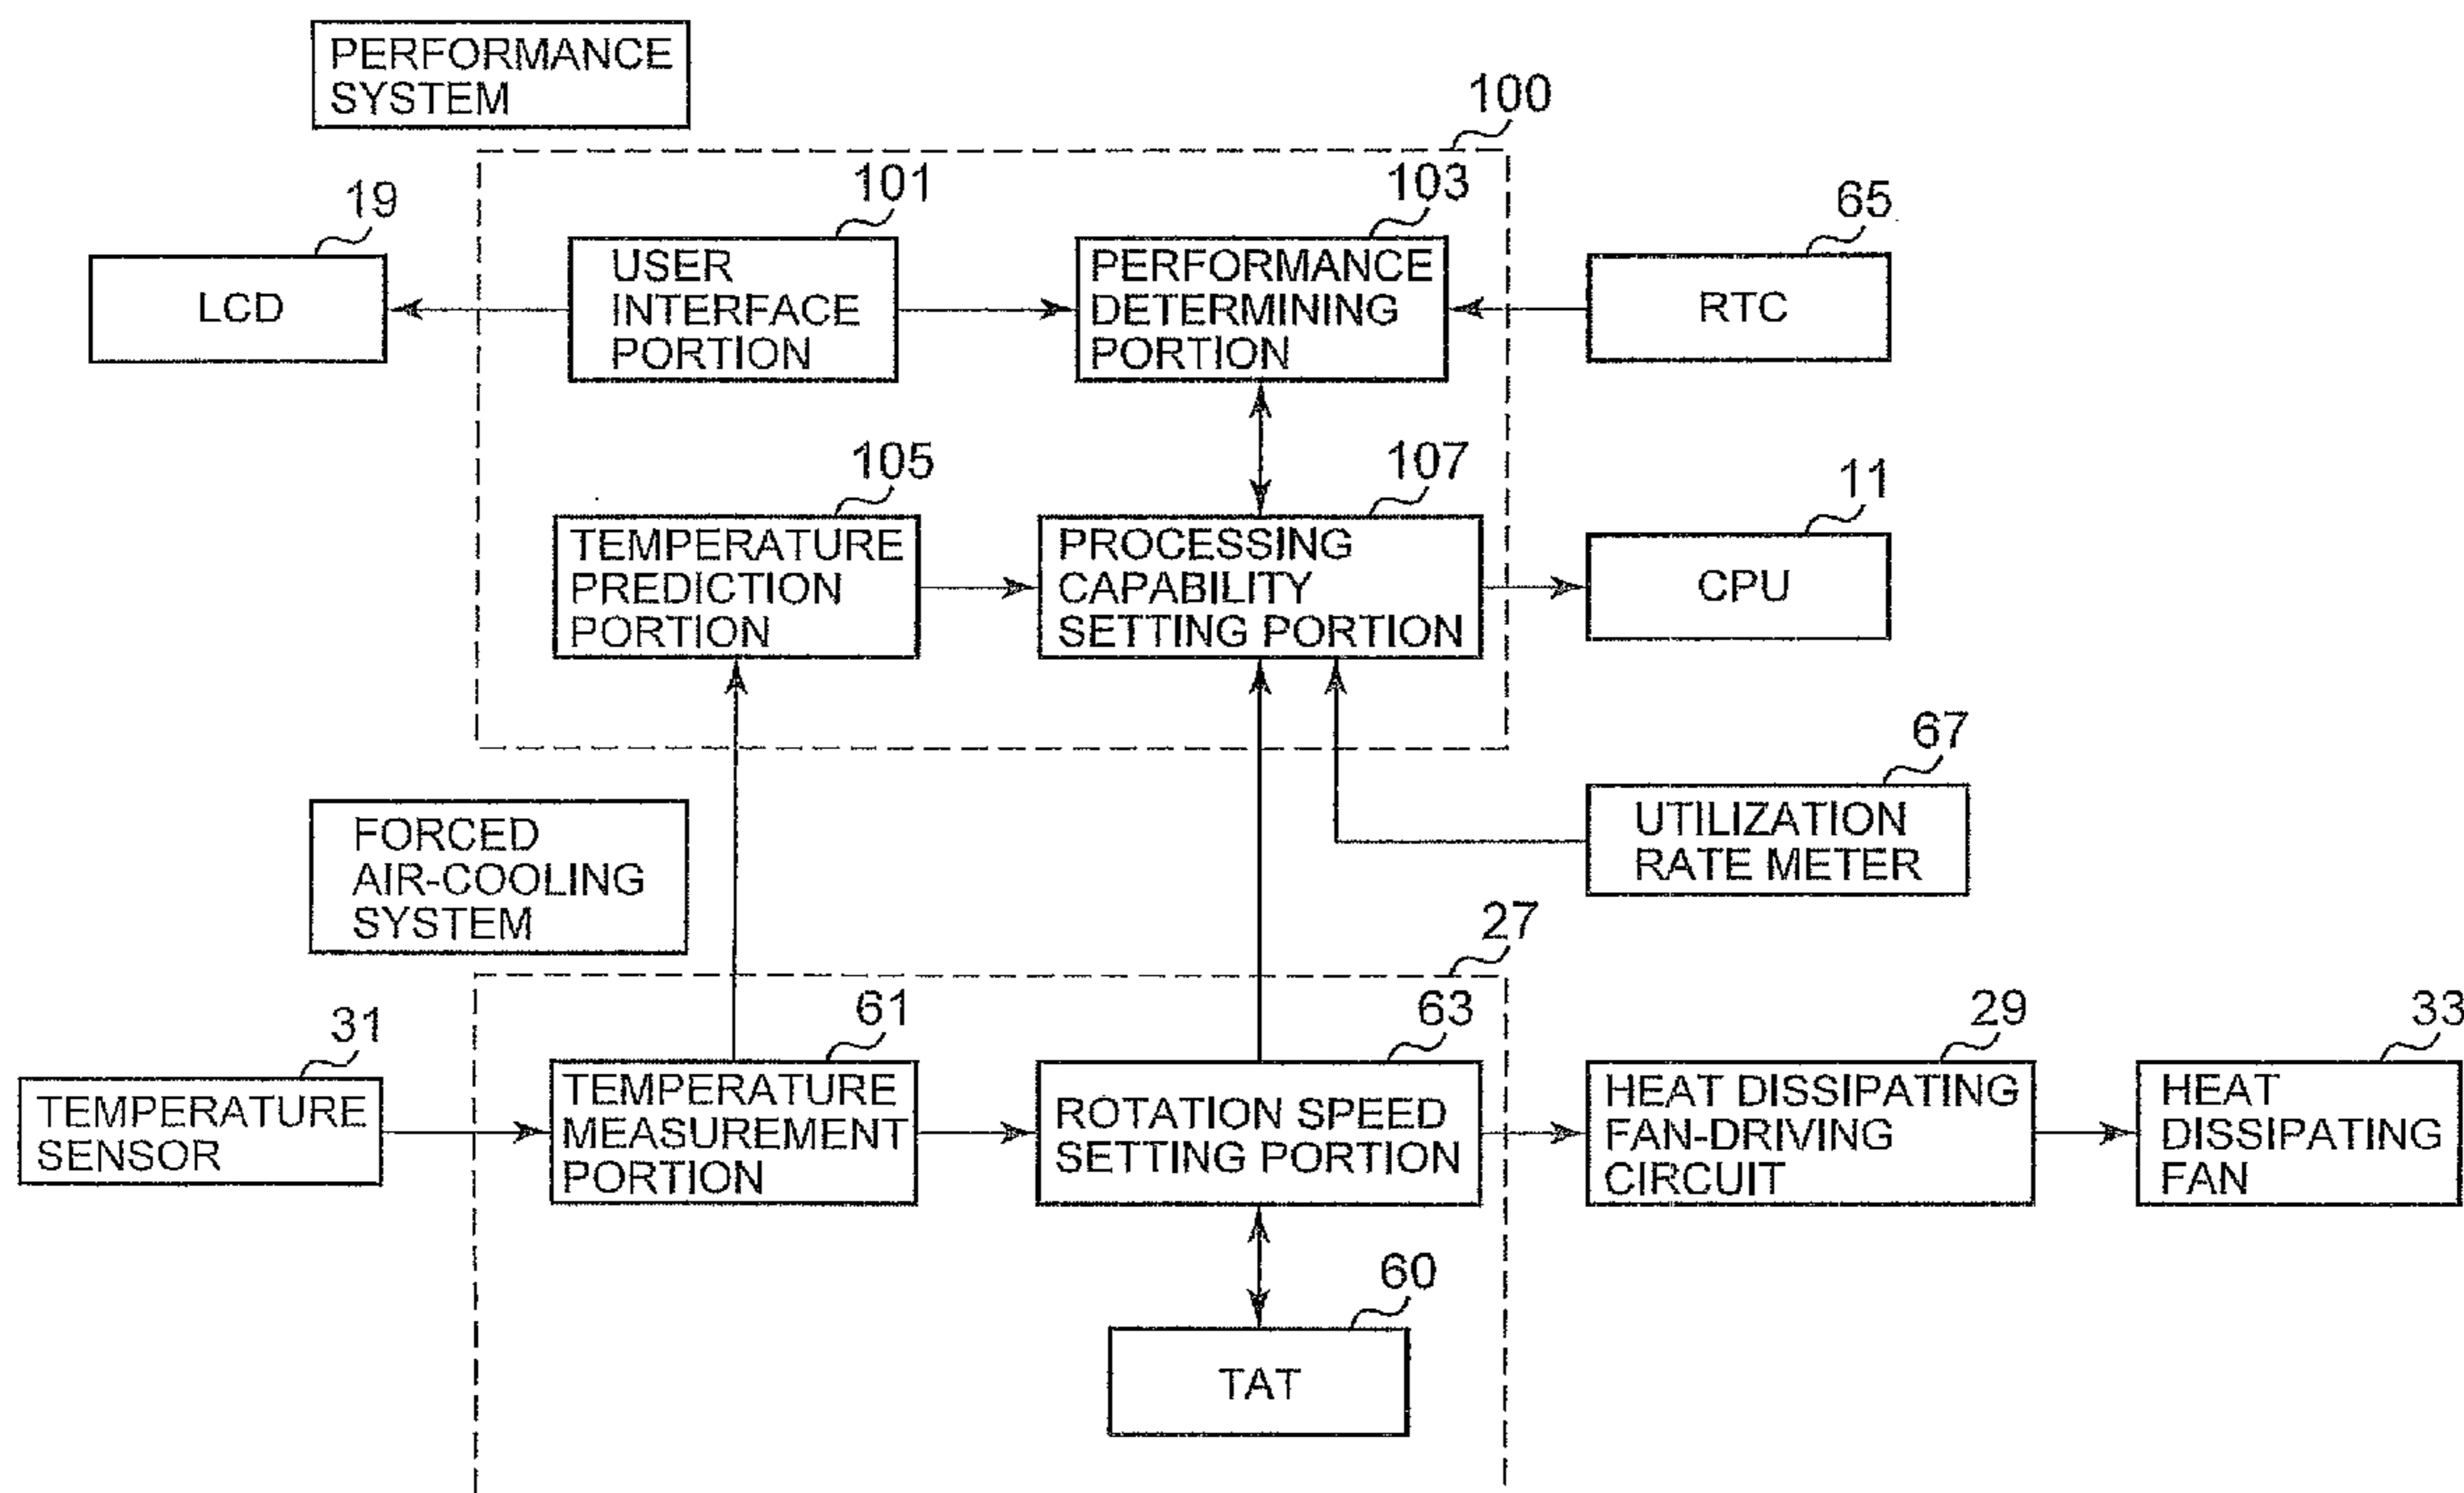 PERFORMANCE
SYSTEM
100
101
103
19
65
LCD
USER
INTERFACE
PORTION
PERFORMANCE
DETERMINING
PORTION
RTC
105
107
11
TEMPERATURE
PREDICTION
PORTION
PROCESSING
CAPABILITY
SETTING PORTION
CPU
67
UTILIZATION
RATE METER
FORCED
AIR-COOLING
SYSTEM
27
31
61
63
29
33
TEMPERATURE
SENSOR
TEMPERATURE
MEASUREMENT
PORTION
ROTATION SPEED
SETTING PORTION
HEAT DISSIPATING
FAN-DRIVING
CIRCUIT
HEAT
DISSIPATING
FAN
60
TAT